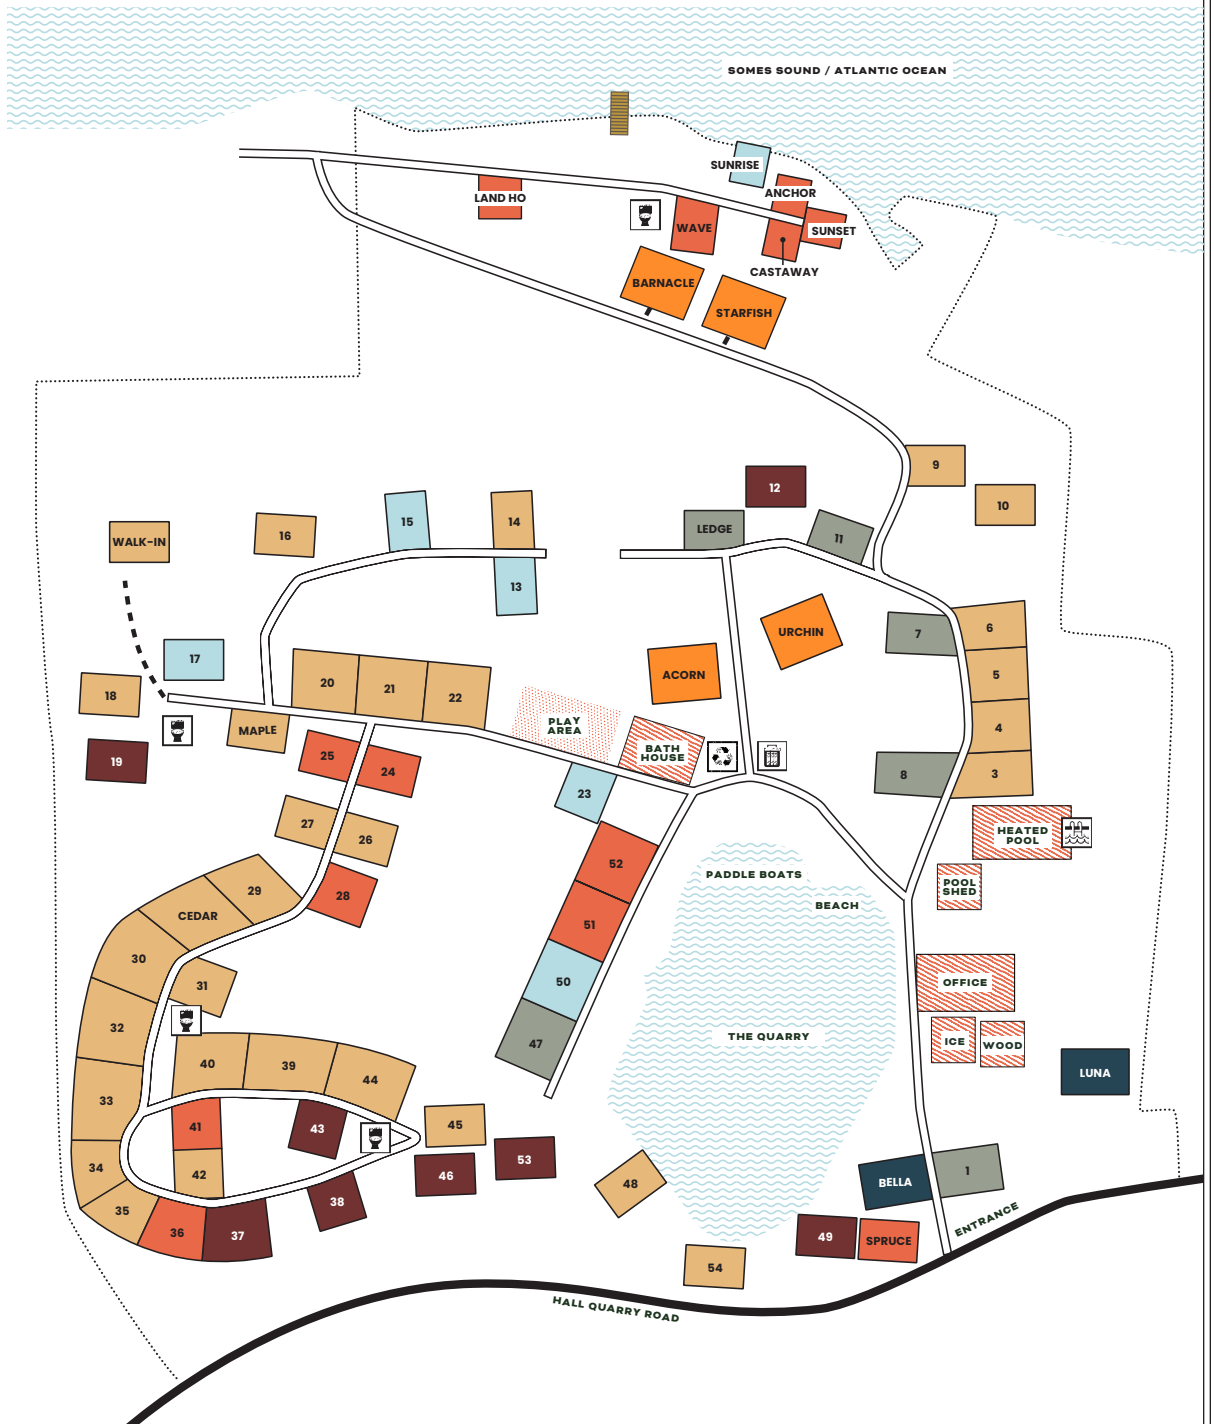 SOMES SOUND / ATLANTIC OCEAN
SUNRISE
ANCHOR
LAND HO
WAVE
SUNSET
CASTAWAY
BARNACLE
STARFISH
9
12
10
15
14
16
LEDGE
11
WALK-IN
13
URCHIN
7
6
17
ACORN
5
18
20
21
22
MAPLE
PLAY
AREA
4
BATH
HOUSE
25
24
19
8
3
23
27
26
HEATED
POOL
52
PADDLE BOATS
POOL
SHED
29
28
BEACH
CEDAR
51
30
31
50
OFFICE
32
THE QUARRY
47
ICE
WOOD
40
39
44
LUNA
33
41
43
45
34
42
46
53
1
48
BELLA
35
38
36
37
49
SPRUCE
ENTRANCE
54
HALL QUARRY ROAD